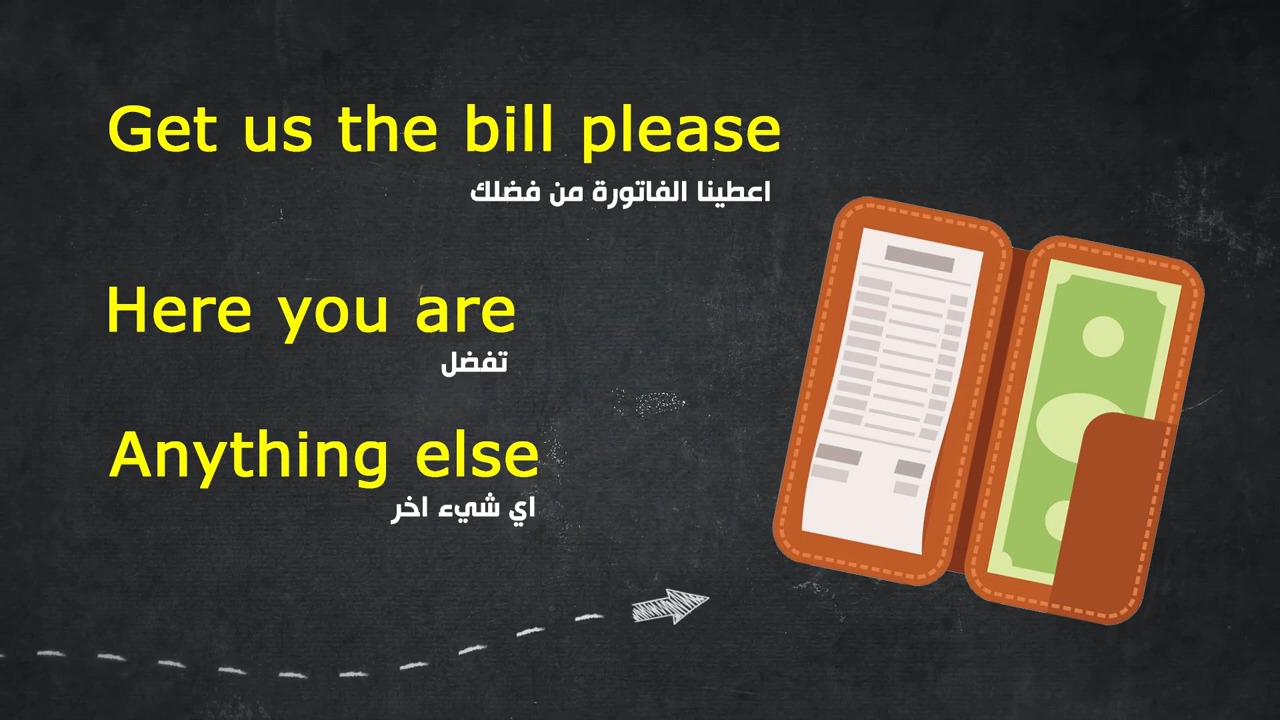 Get us the bill please
اعطينا الفاتورة من فضلك
Here you are
تفضل
Anything else
اي شيء اخر